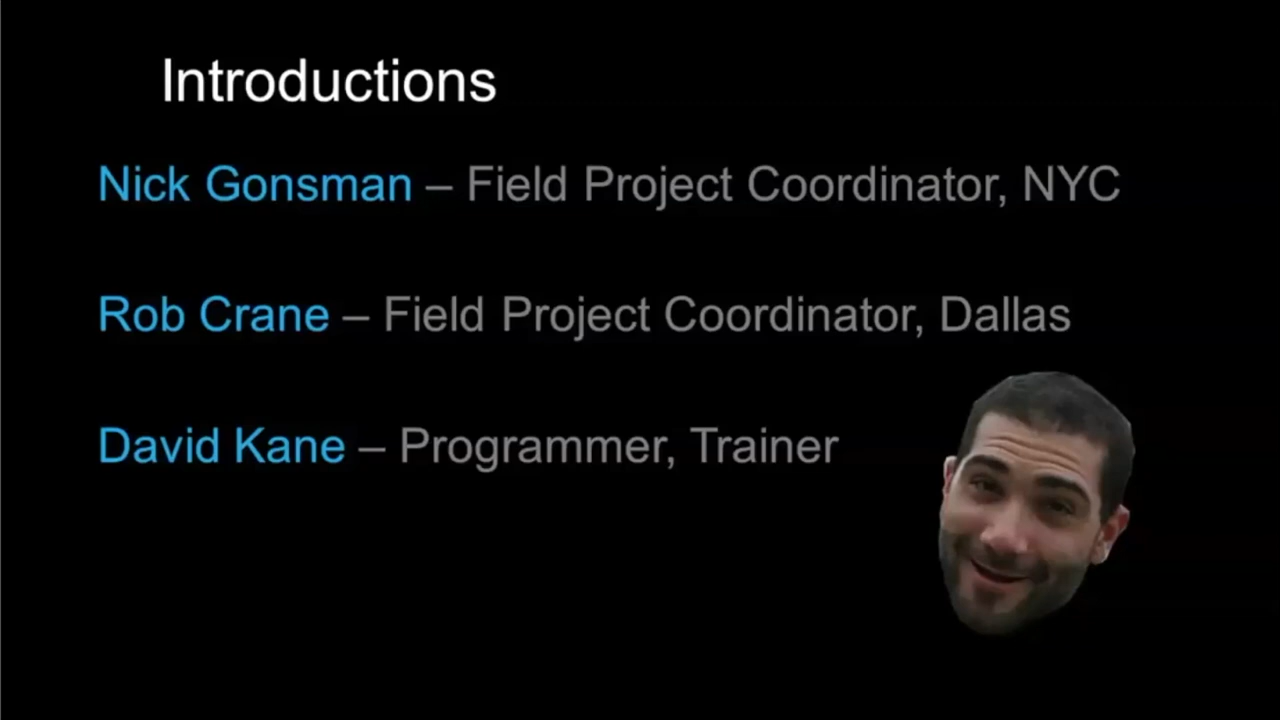 Introductions
Nick Gonsman – Field Project Coordinator, NYC
Rob Crane – Field Project Coordinator, Dallas
David Kane – Programmer, Trainer